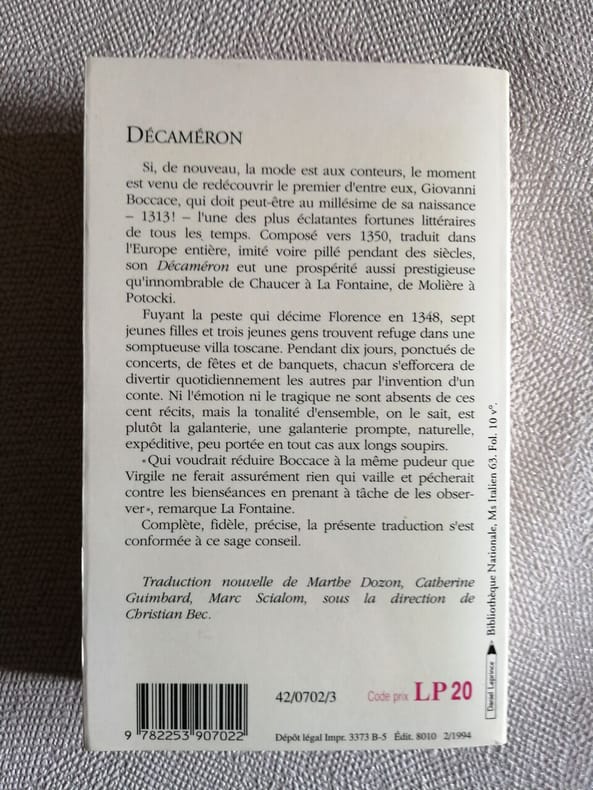 DÉCAMÉRON
Si, de nouveau, la mode est aux conteurs, le moment
est venu de redécouvrir le premier d'entre eux, Giovanni
Boccace, qui doit peut-être au millésime de sa naissance
– 1313! – l'une des plus éclatantes fortunes littéraires
de tous les temps. Composé vers 1350, traduit dans
l'Europe entière, imité voire pillé pendant des siècles,
son Décaméron eut une prospérité aussi prestigieuse
qu'innombrable de Chaucer à La Fontaine, de Molière à
Potocki.
Fuyant la peste qui décime Florence en 1348, sept
jeunes filles et trois jeunes gens trouvent refuge dans une
somptueuse villa toscane. Pendant dix jours, ponctués de
concerts, de fêtes et de banquets, chacun s'efforcera de
divertir quotidiennement les autres par l'invention d'un
conte. Ni l'émotion ni le tragique ne sont absents de ces
cent récits, mais la tonalité d'ensemble, on le sait, est
plutôt la galanterie, une galanterie prompte, naturelle,
expéditive, peu portée en tout cas aux longs soupirs.
«Qui voudrait réduire Boccace à la même pudeur que
Virgile ne ferait assurément rien qui vaille et pécherait
contre les bienséances en prenant à tâche de les obser-
ver», remarque La Fontaine.
Complète, fidèle, précise, la présente traduction s'est
conformée à ce sage conseil.
Traduction nouvelle de Marthe Dozon, Catherine
Guimbard, Marc Scialom, sous la direction de
Christian Bec.
Daniel Leprince
Bibliothèque Nationale, Ms Italien 63. Fol. 10 v°.
42/0702/3
Code prix LP 20
9 782253 907022
Dépôt légal Impr. 3373 B-5 Édit. 8010 2/1994